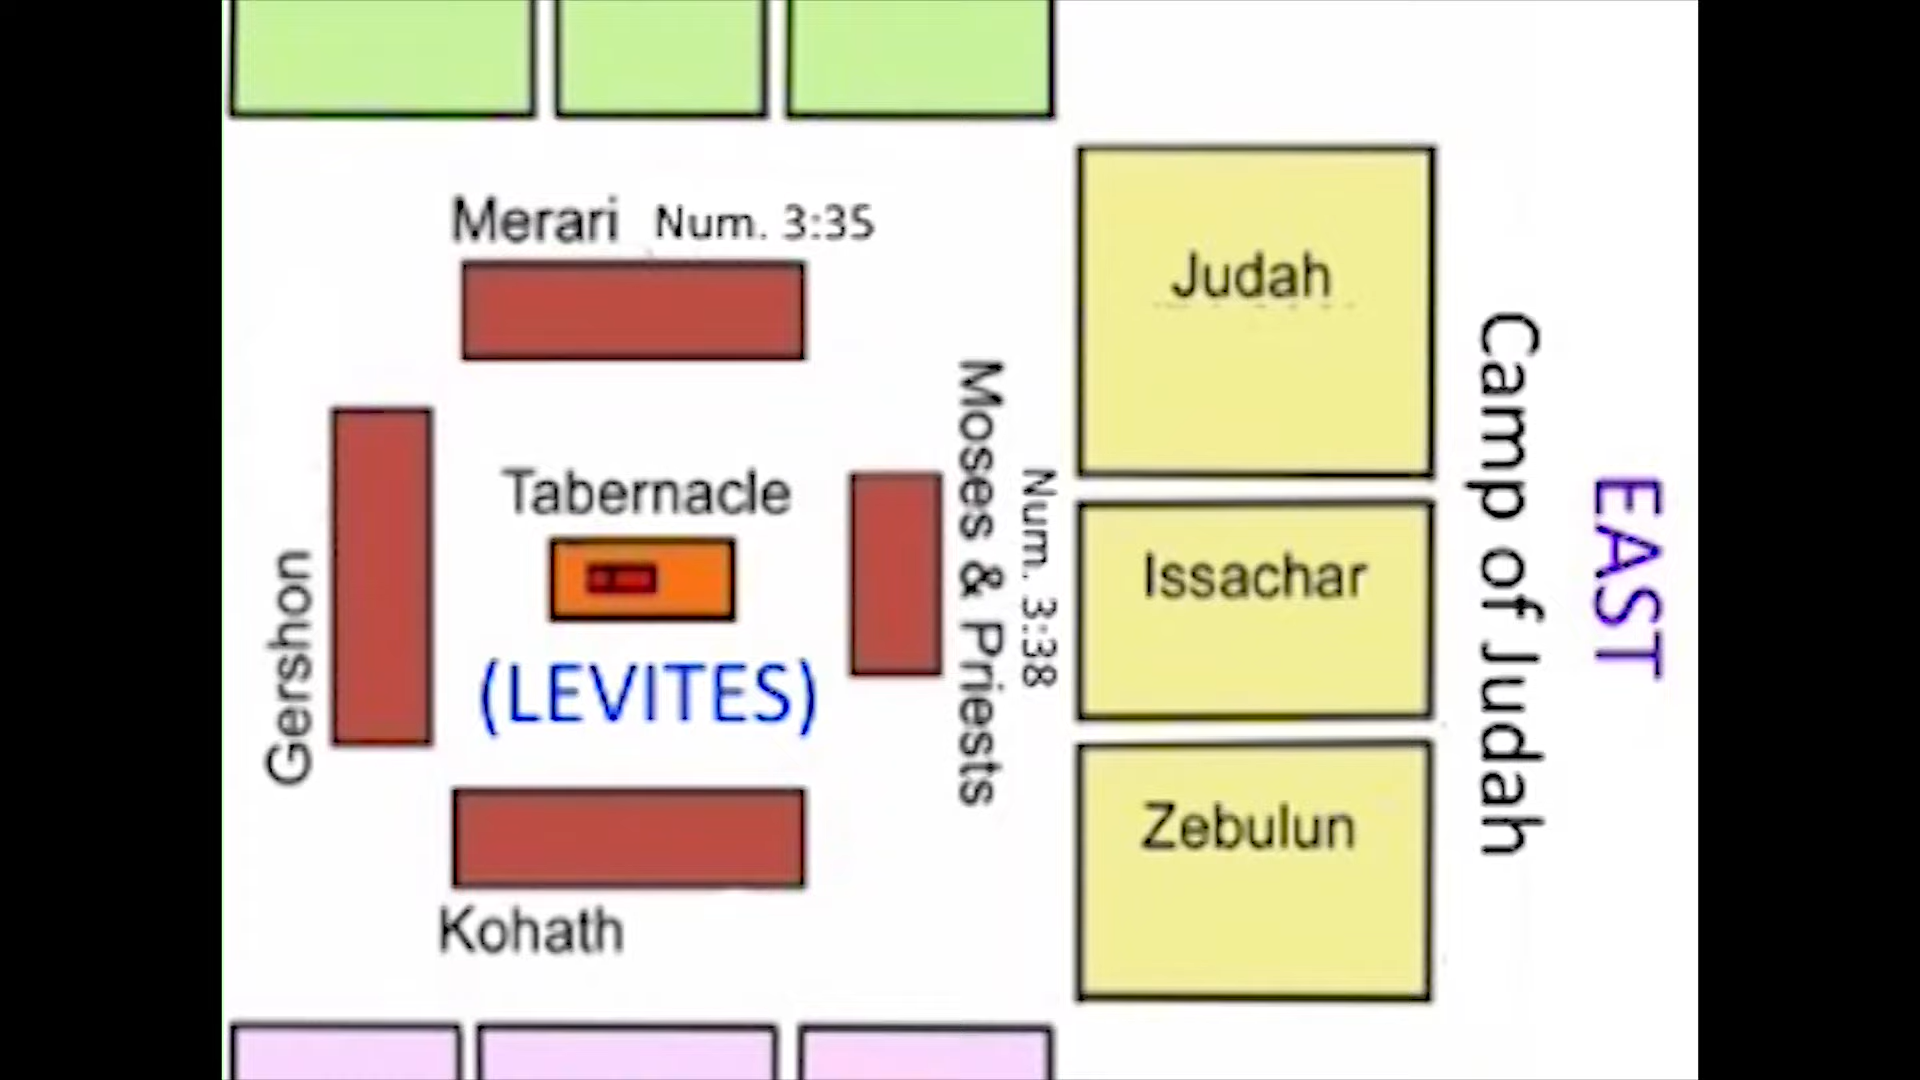 Merari Num. 3:35
Judah
Camp of Judah
EAST
Moses & Priests
Num. 3:38
Tabernacle
Issachar
Gershon
(LEVITES)
Zebulun
Kohath